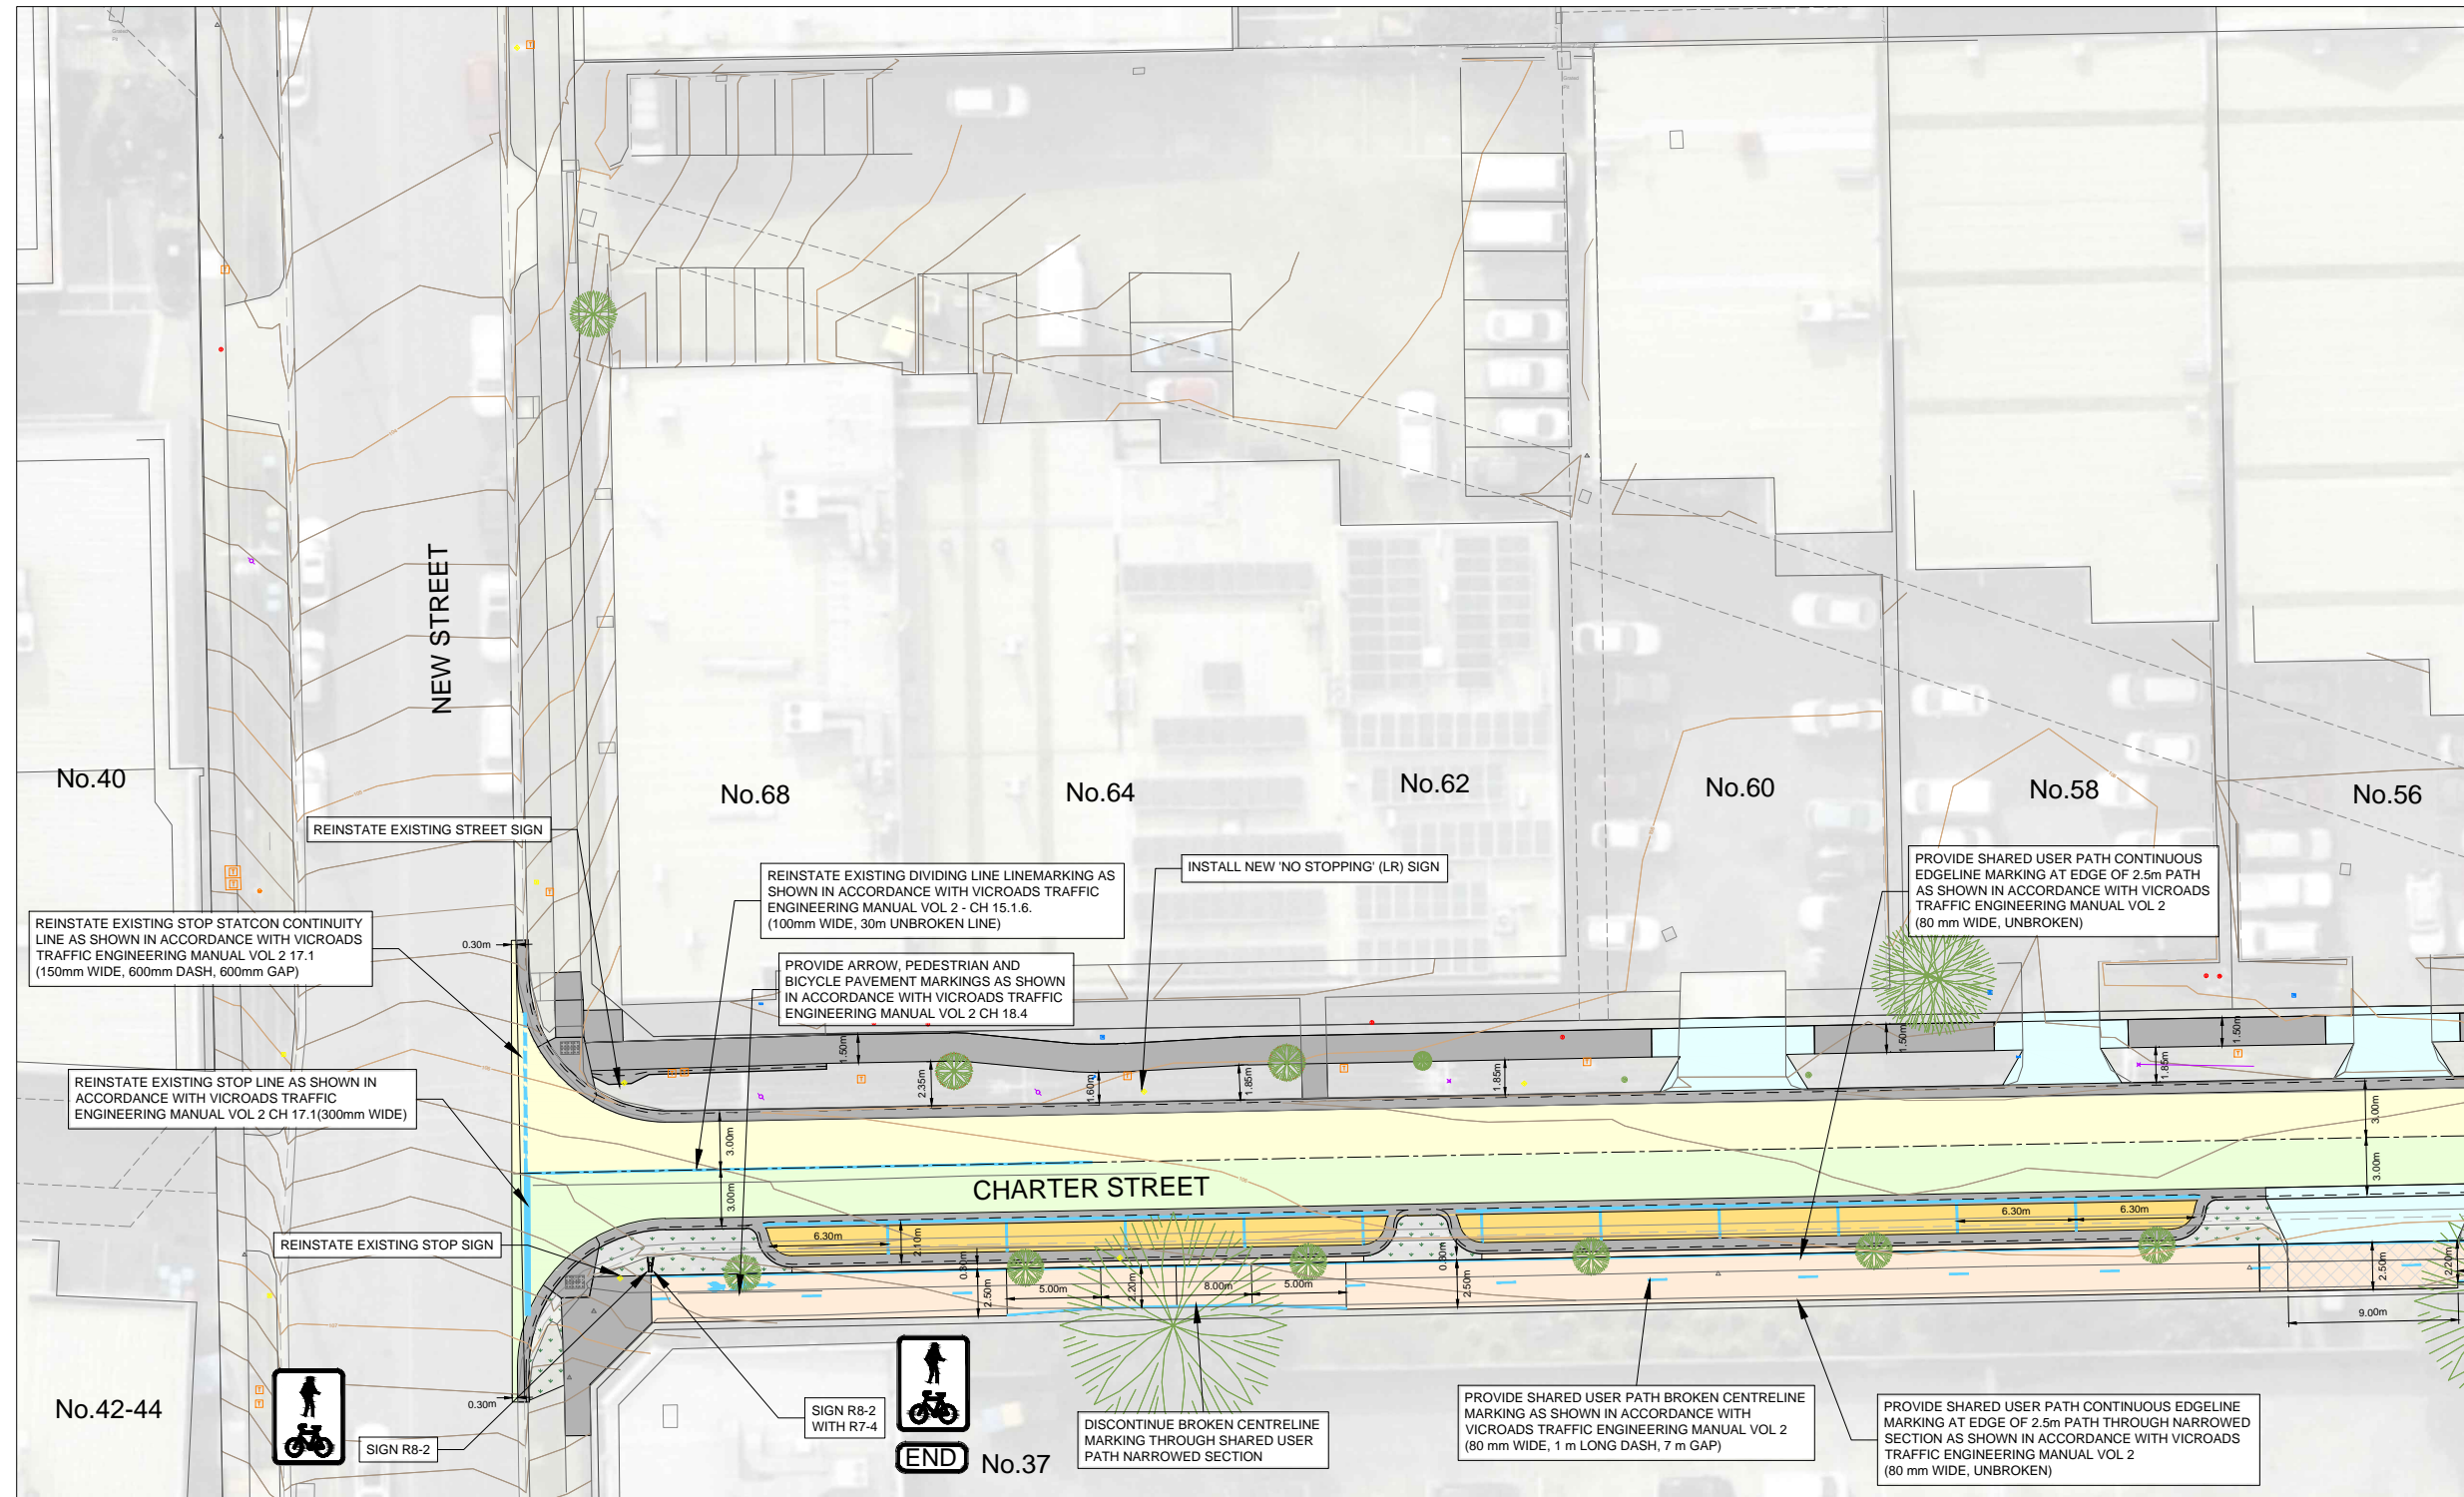 NEW STREET
No.40
No.68
No.64
No.62
No.60
No.58
No.56
REINSTATE EXISTING STREET SIGN
REINSTATE EXISTING DIVIDING LINE LINEMARKING AS
SHOWN IN ACCORDANCE WITH VICROADS TRAFFIC
ENGINEERING MANUAL VOL 2 - CH 15.1.6.
(100mm WIDE, 30m UNBROKEN LINE)
INSTALL NEW 'NO STOPPING' (LR) SIGN
PROVIDE SHARED USER PATH CONTINUOUS
EDGELINE MARKING AT EDGE OF 2.5m PATH
AS SHOWN IN ACCORDANCE WITH VICROADS
TRAFFIC ENGINEERING MANUAL VOL 2
(80 mm WIDE, UNBROKEN)
REINSTATE EXISTING STOP STATCON CONTINUITY
LINE AS SHOWN IN ACCORDANCE WITH VICROADS
TRAFFIC ENGINEERING MANUAL VOL 2 17.1
(150mm WIDE, 600mm DASH, 600mm GAP)
0.30m
PROVIDE ARROW, PEDESTRIAN AND
BICYCLE PAVEMENT MARKINGS AS SHOWN
IN ACCORDANCE WITH VICROADS TRAFFIC
ENGINEERING MANUAL VOL 2 CH 18.4
REINSTATE EXISTING STOP LINE AS SHOWN IN
ACCORDANCE WITH VICROADS TRAFFIC
ENGINEERING MANUAL VOL 2 CH 17.1(300mm WIDE)
1.50m
2.35m
1.60m
1.85m
1.85m
1.50m
1.85m
1.50m
3.00m
3.00m
3.00m
3.00m
CHARTER STREET
REINSTATE EXISTING STOP SIGN
6.30m
2.10m
6.30m
6.30m
0.30m
2.50m
5.00m
2.20m
8.00m
5.00m
0.30m
2.50m
2.50m
2.20m
9.00m
No.42-44
0.30m
SIGN R8-2
SIGN R8-2
WITH R7-4
END
No.37
DISCONTINUE BROKEN CENTRELINE
MARKING THROUGH SHARED USER
PATH NARROWED SECTION
PROVIDE SHARED USER PATH BROKEN CENTRELINE
MARKING AS SHOWN IN ACCORDANCE WITH
VICROADS TRAFFIC ENGINEERING MANUAL VOL 2
(80 mm WIDE, 1 m LONG DASH, 7 m GAP)
PROVIDE SHARED USER PATH CONTINUOUS EDGELINE
MARKING AT EDGE OF 2.5m PATH THROUGH NARROWED
SECTION AS SHOWN IN ACCORDANCE WITH VICROADS
TRAFFIC ENGINEERING MANUAL VOL 2
(80 mm WIDE, UNBROKEN)